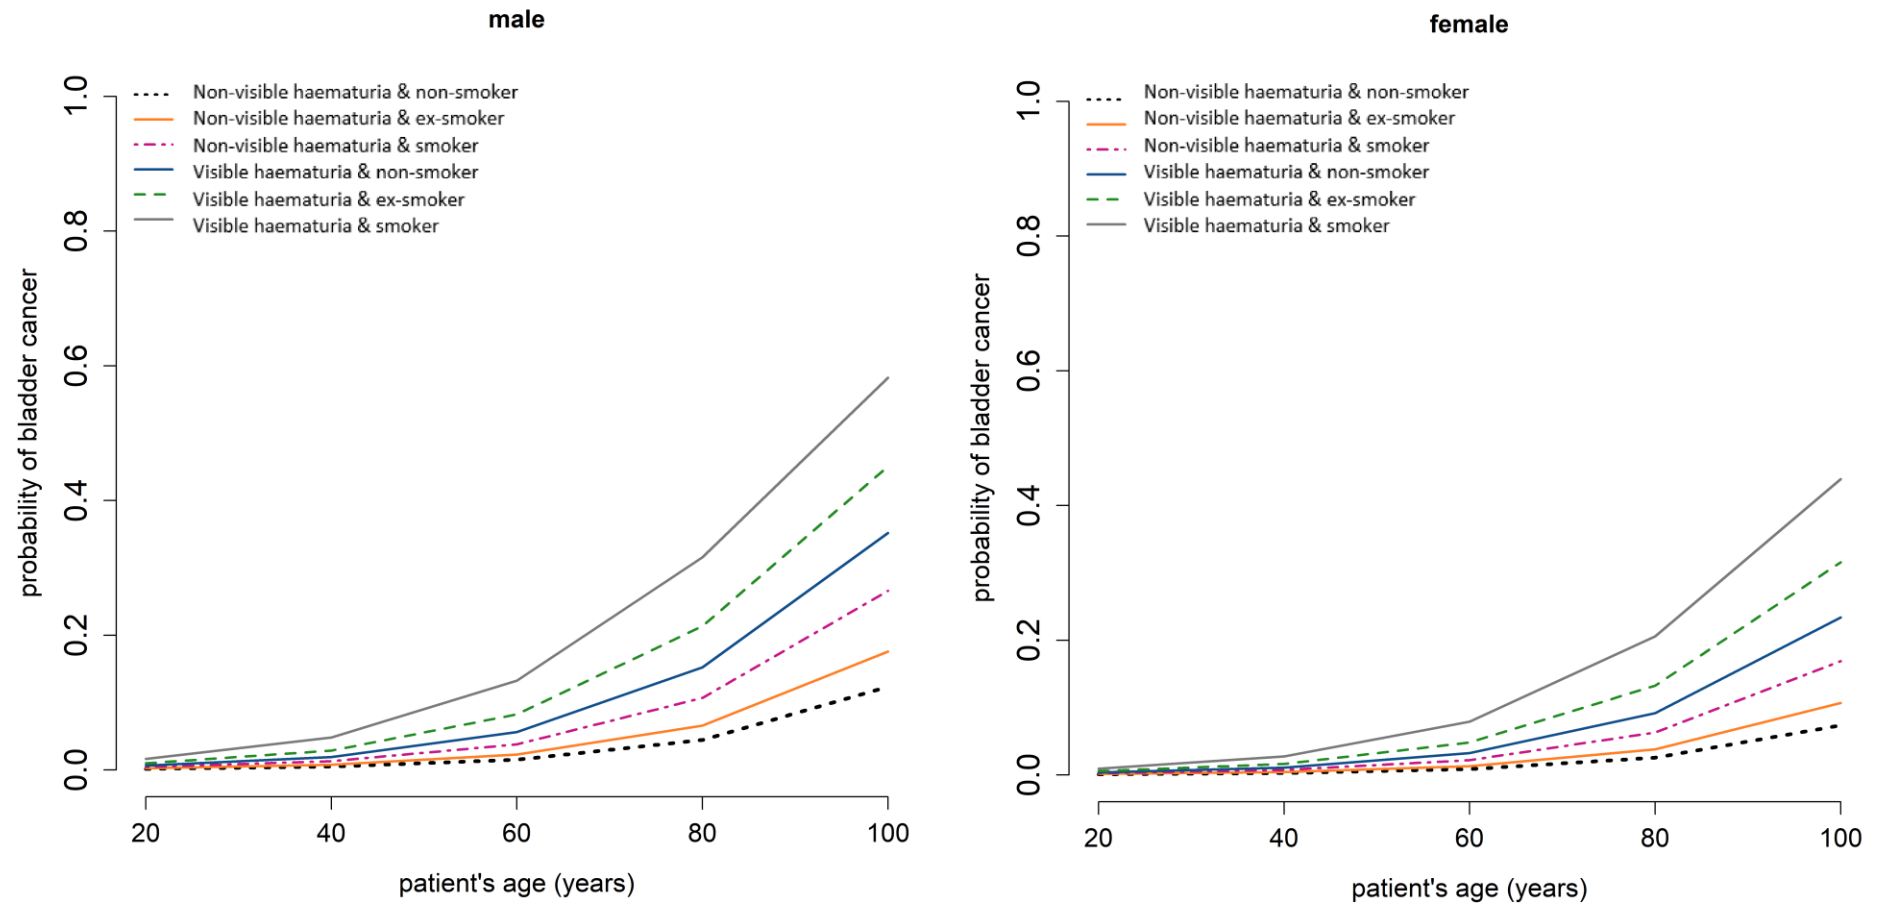 male
1.0
0.8
0.6
0.4
0.2
0.0
probability of bladder cancer
Non-visible haematuria & non-smoker
Non-visible haematuria & ex-smoker
Non-visible haematuria & smoker
Visible haematuria & non-smoker
Visible haematuria & ex-smoker
Visible haematuria & smoker
20 40 60 80 100
patient's age (years)
female
1.0
0.8
0.6
0.4
0.2
0.0
probability of bladder cancer
Non-visible haematuria & non-smoker
Non-visible haematuria & ex-smoker
Non-visible haematuria & smoker
Visible haematuria & non-smoker
Visible haematuria & ex-smoker
Visible haematuria & smoker
20 40 60 80 100
patient's age (years)